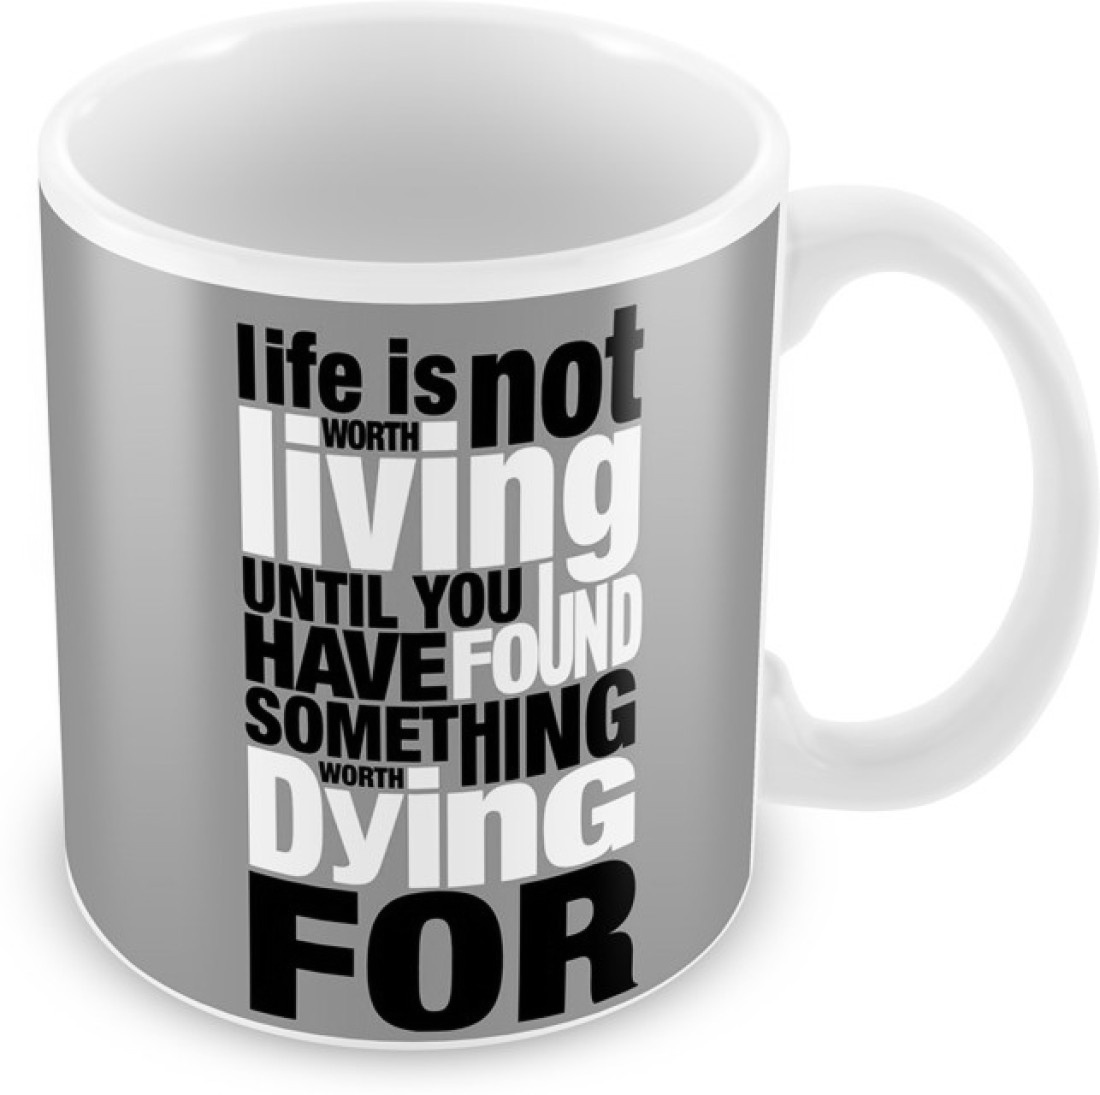 life is not
WORTH
living
UNTIL YOU
HAVE FOUND
SOMETHING
WORTH
DyinG
FOR